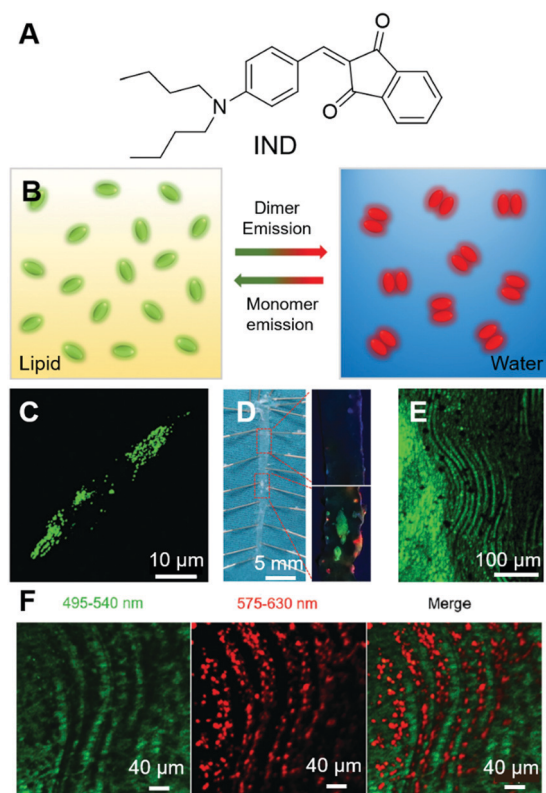 A
O
N
O
IND
B
Dimer
Emission
Monomer
emission
Lipid
Water
C
10 µm
D
5 mm
E
100 µm
F
495-540 nm
575-630 nm
Merge
40 µm
40 µm
40 µm